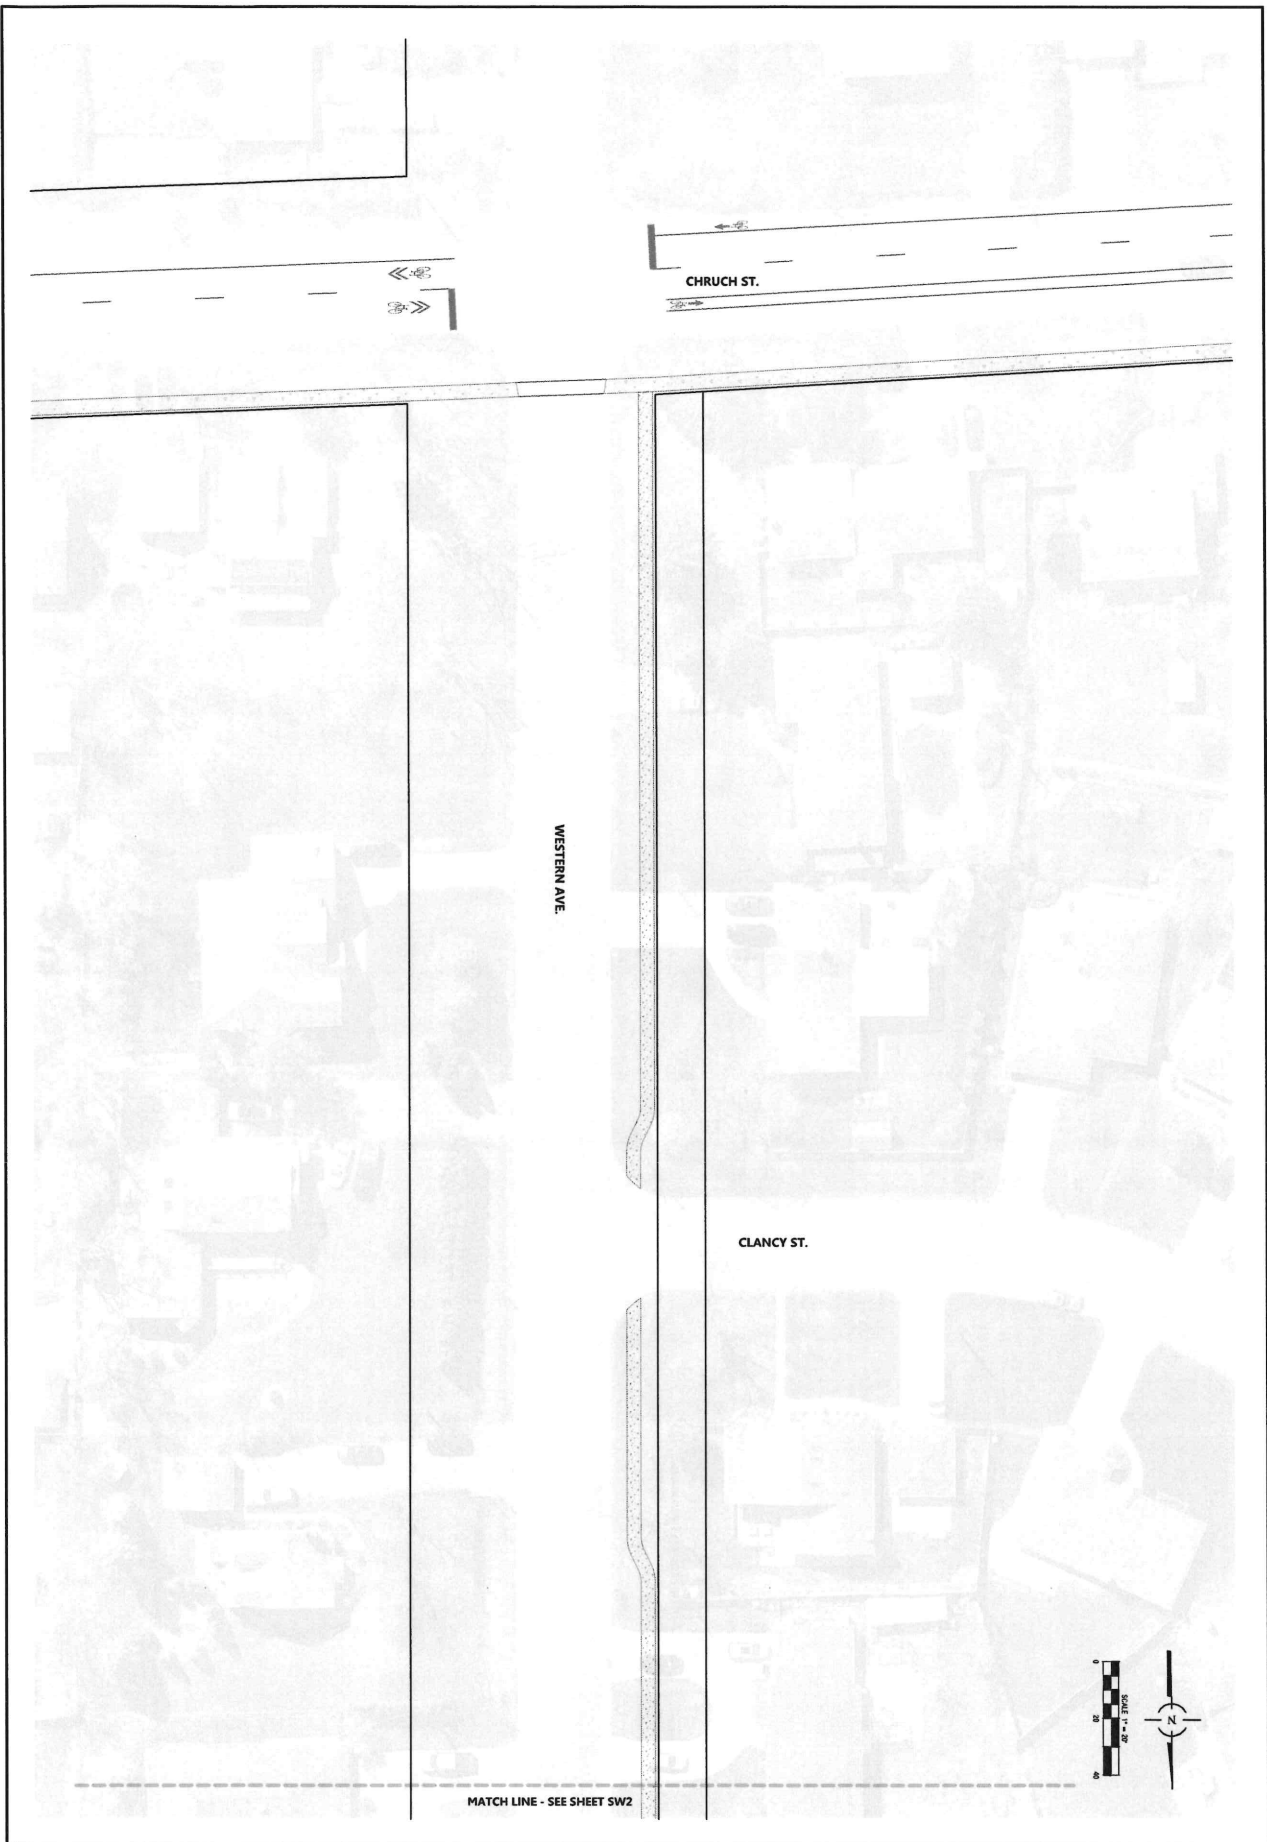 CHRUCH ST.
WESTERN AVE.
CLANCY ST.
SCALE 1" = 20'
0 20 40
N
MATCH LINE - SEE SHEET SW2